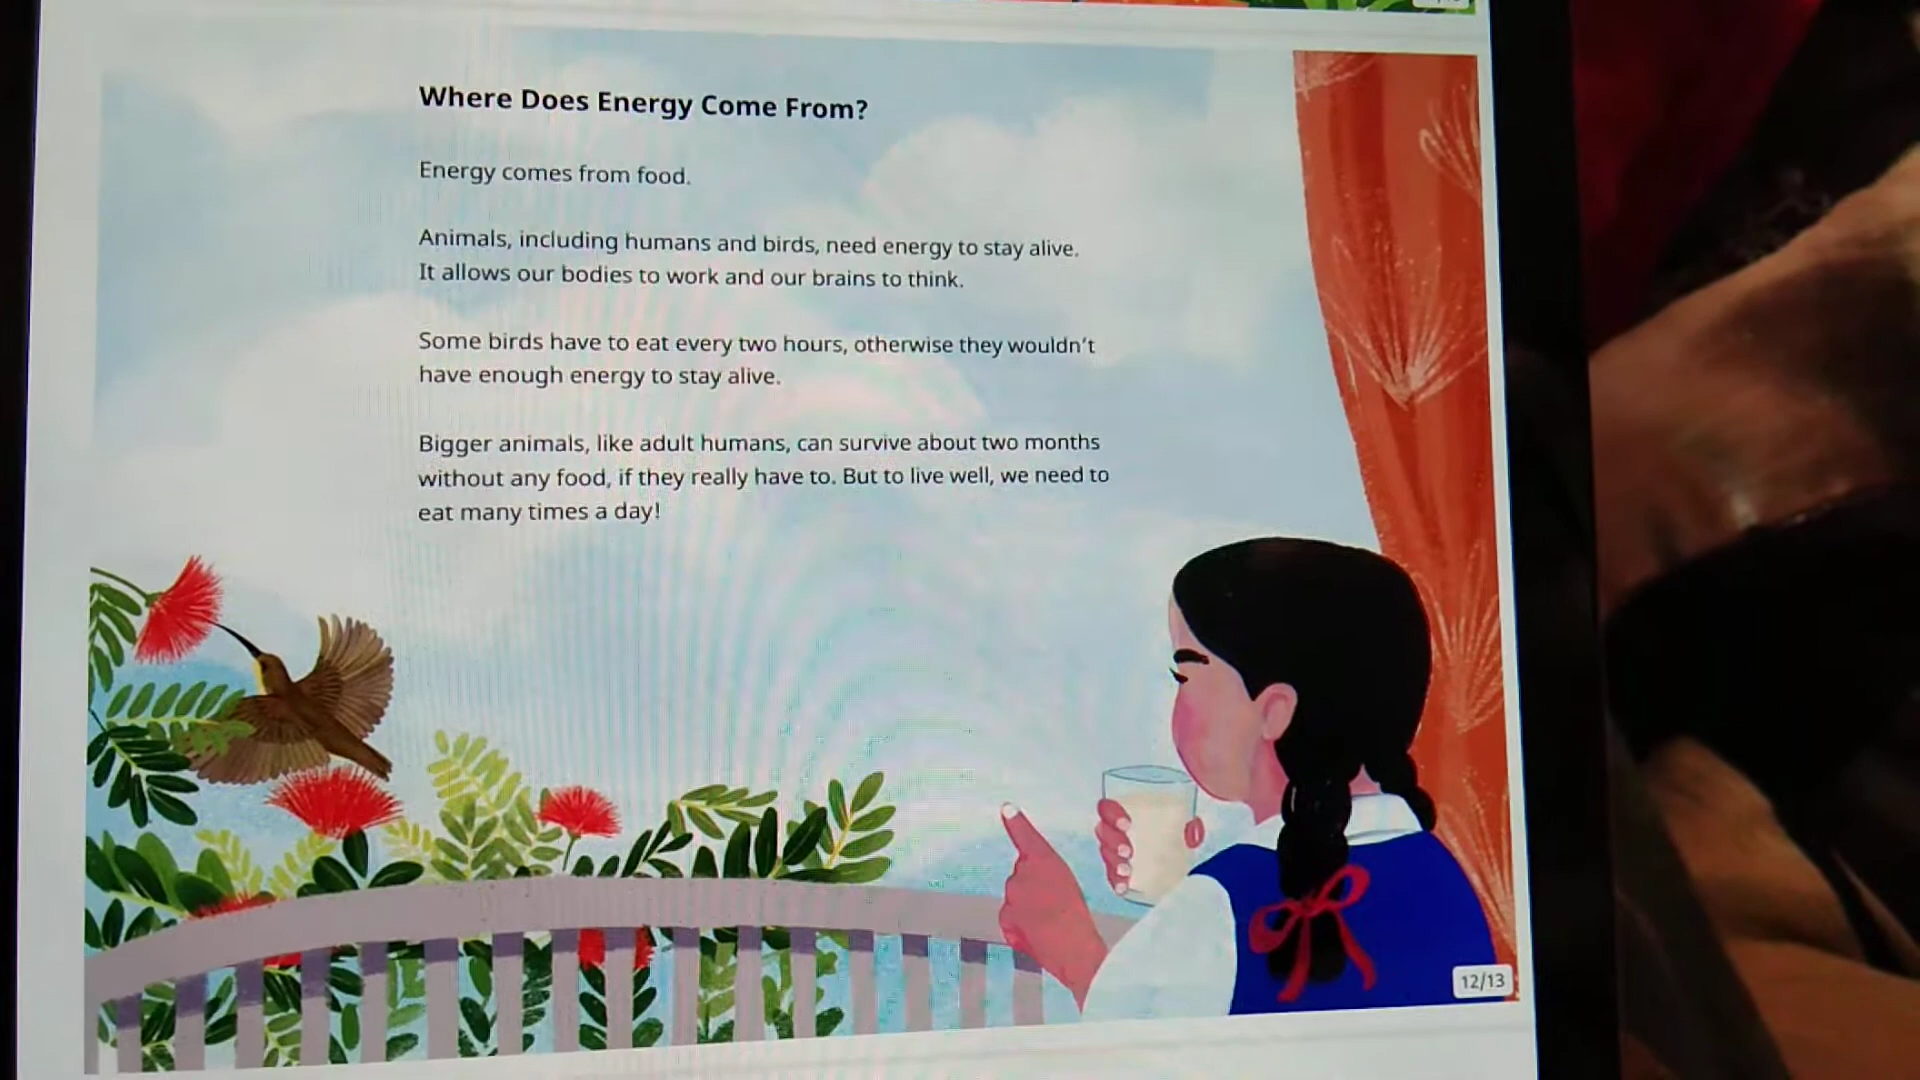 Where Does Energy Come From?
Energy comes from food.
Animals, including humans and birds, need energy to stay alive.
It allows our bodies to work and our brains to think.
Some birds have to eat every two hours, otherwise they wouldn't
have enough energy to stay alive.
Bigger animals, like adult humans, can survive about two months
without any food, if they really have to. But to live well, we need to
eat many times a day!
12/13